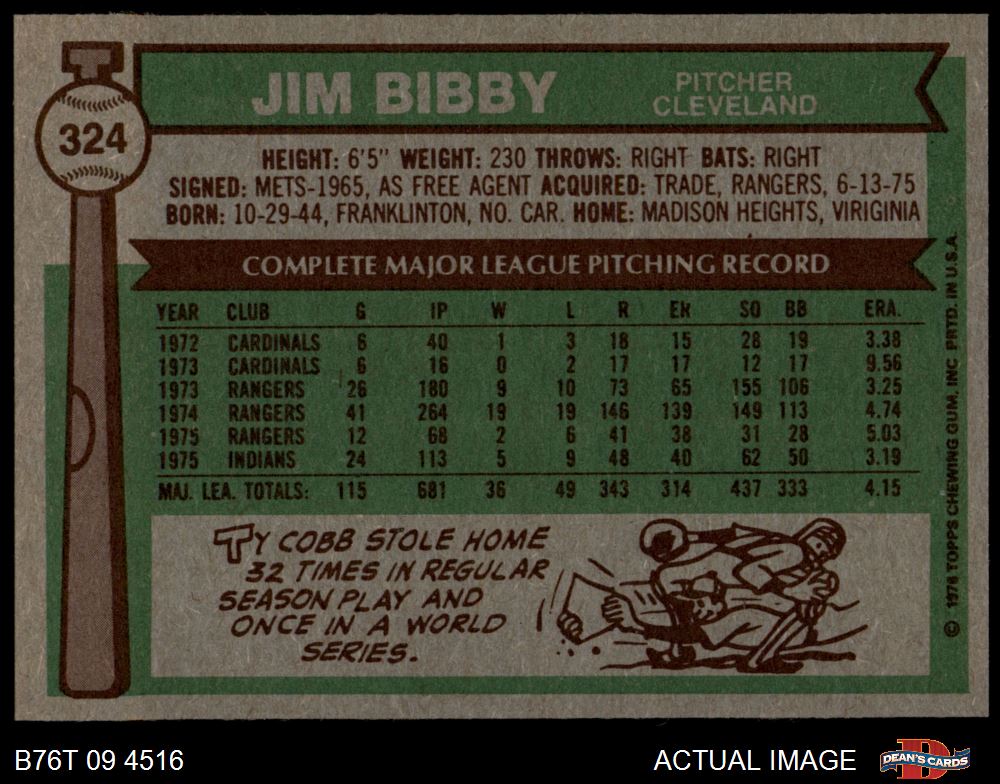 324
JIM BIBBY
PITCHER
CLEVELAND
HEIGHT: 6'5" WEIGHT: 230 THROWS: RIGHT BATS: RIGHT
SIGNED: METS-1965, AS FREE AGENT ACQUIRED: TRADE, RANGERS, 6-13-75
BORN: 10-29-44, FRANKLINTON, NO. CAR. HOME: MADISON HEIGHTS, VIRIGINIA
COMPLETE MAJOR LEAGUE PITCHING RECORD
YEAR CLUB G IP W L R ER SO BB ERA.
1972 CARDINALS 6 40 1 3 18 15 28 19 3.38
1973 CARDINALS 6 16 0 2 17 17 12 17 9.56
1973 RANGERS 26 180 9 10 73 65 155 106 3.25
1974 RANGERS 41 264 19 19 146 139 149 113 4.74
1975 RANGERS 12 68 2 6 41 38 31 28 5.03
1975 INDIANS 24 113 5 9 48 40 62 50 3.19
MAJ. LEA. TOTALS: 115 681 36 49 343 314 437 333 4.15
TY COBB STOLE HOME
32 TIMES IN REGULAR
SEASON PLAY AND
ONCE IN A WORLD
SERIES.
© 1976 TOPPS CHEWING GUM, INC PRTD. IN U.S.A.
B76T 09 4516
ACTUAL IMAGE
DEAN'S CARDS